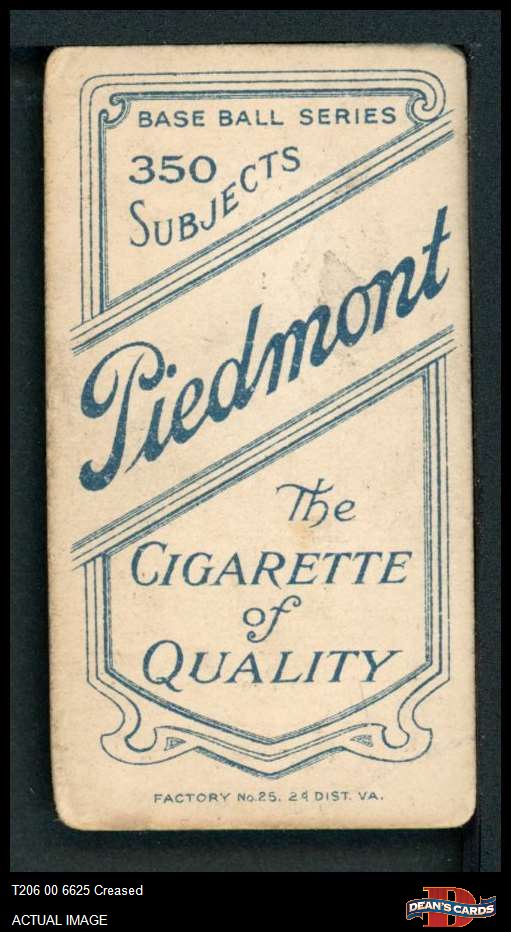 BASE BALL SERIES
350
SUBJECTS
Piedmont
The
CIGARETTE
of
QUALITY
FACTORY No.25. 2d DIST. VA.
T206 00 6625 Creased
ACTUAL IMAGE
D
DEAN'S CARDS